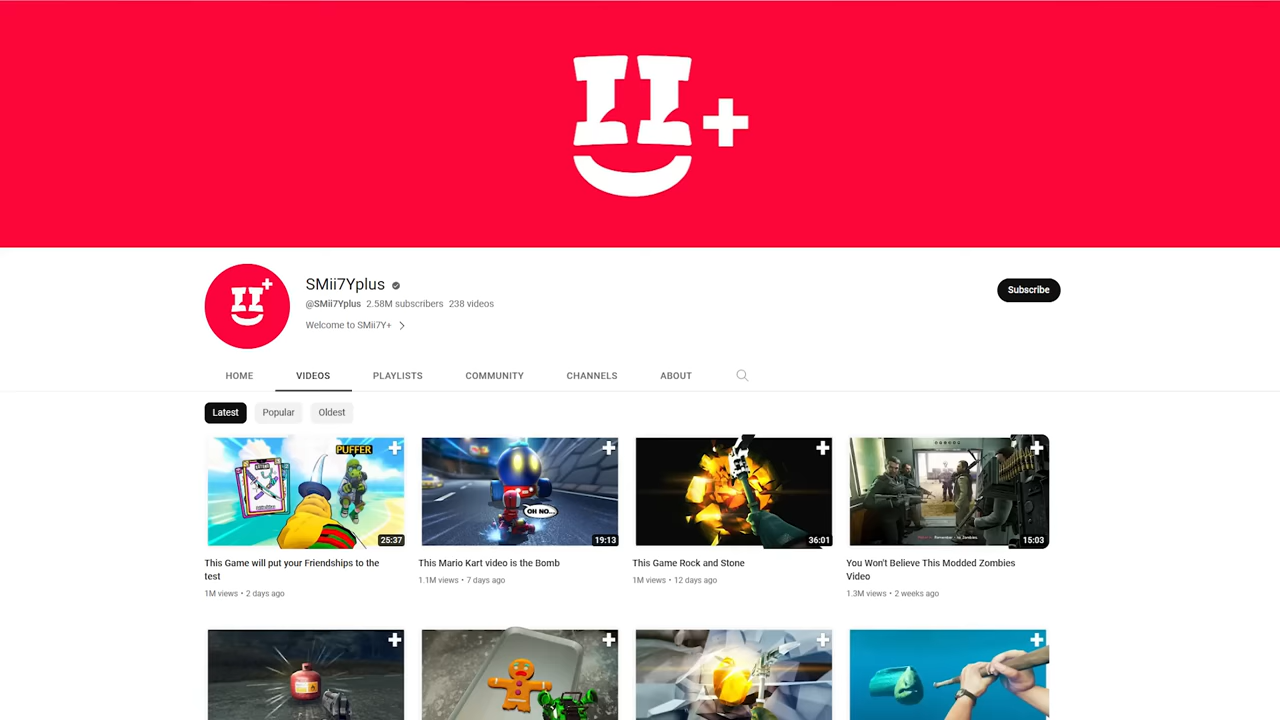 II+
SMii7Yplus
@SMii7Yplus 2.58M subscribers 238 videos
Welcome to SMii7Y+
Subscribe
HOME VIDEOS PLAYLISTS COMMUNITY CHANNELS ABOUT
Latest Popular Oldest
PUFFER
OH NO...
25:37
19:13
36:01
15:03
This Game will put your Friendships to the
test
1M views • 2 days ago
This Mario Kart video is the Bomb
1.1M views • 7 days ago
This Game Rock and Stone
1M views • 12 days ago
You Won't Believe This Modded Zombies
Video
1.3M views • 2 weeks ago